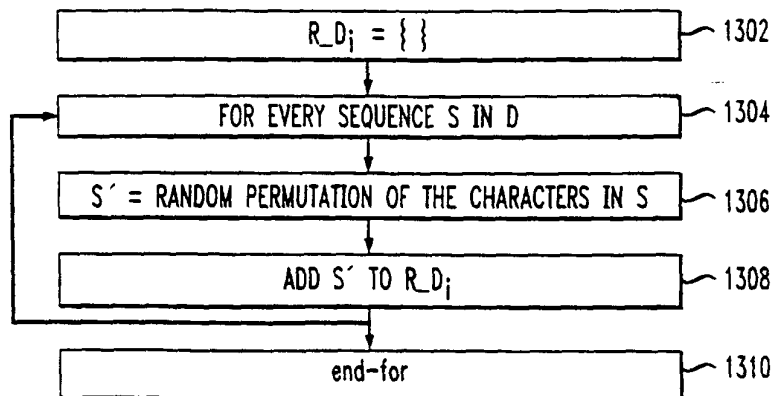 R_Di = { } 1302
FOR EVERY SEQUENCE S IN D 1304
S´ = RANDOM PERMUTATION OF THE CHARACTERS IN S 1306
ADD S´ TO R_Di 1308
end-for 1310